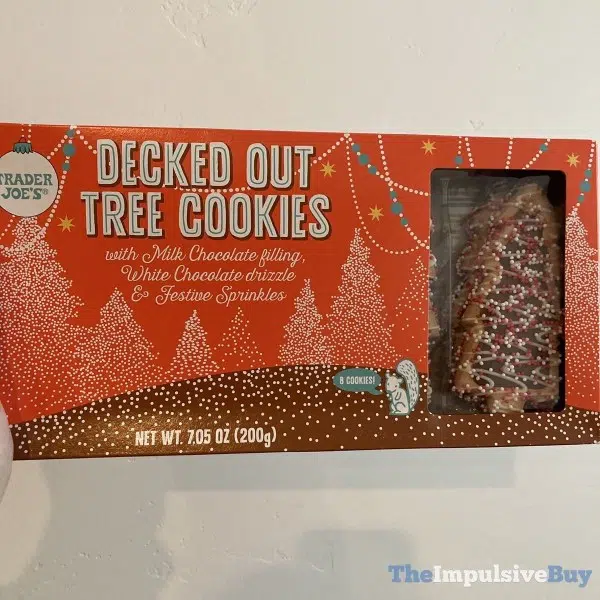 TRADER
JOE'S®
DECKED OUT
TREE COOKIES
with Milk Chocolate filling,
White Chocolate drizzle
& Festive Sprinkles
8 COOKIES!
NET WT. 7.05 OZ (200g)
TheImpulsiveBuy